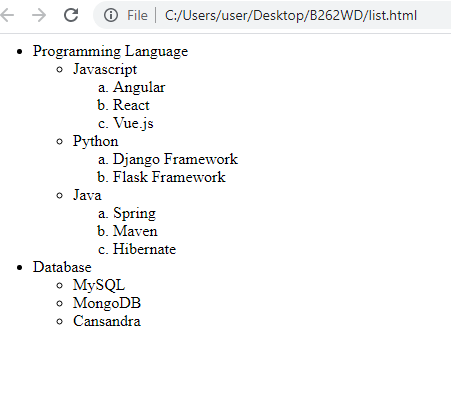 File | C:/Users/user/Desktop/B262WD/list.html
• Programming Language
◦ Javascript
a. Angular
b. React
c. Vue.js
◦ Python
a. Django Framework
b. Flask Framework
◦ Java
a. Spring
b. Maven
c. Hibernate
• Database
◦ MySQL
◦ MongoDB
◦ Cansandra